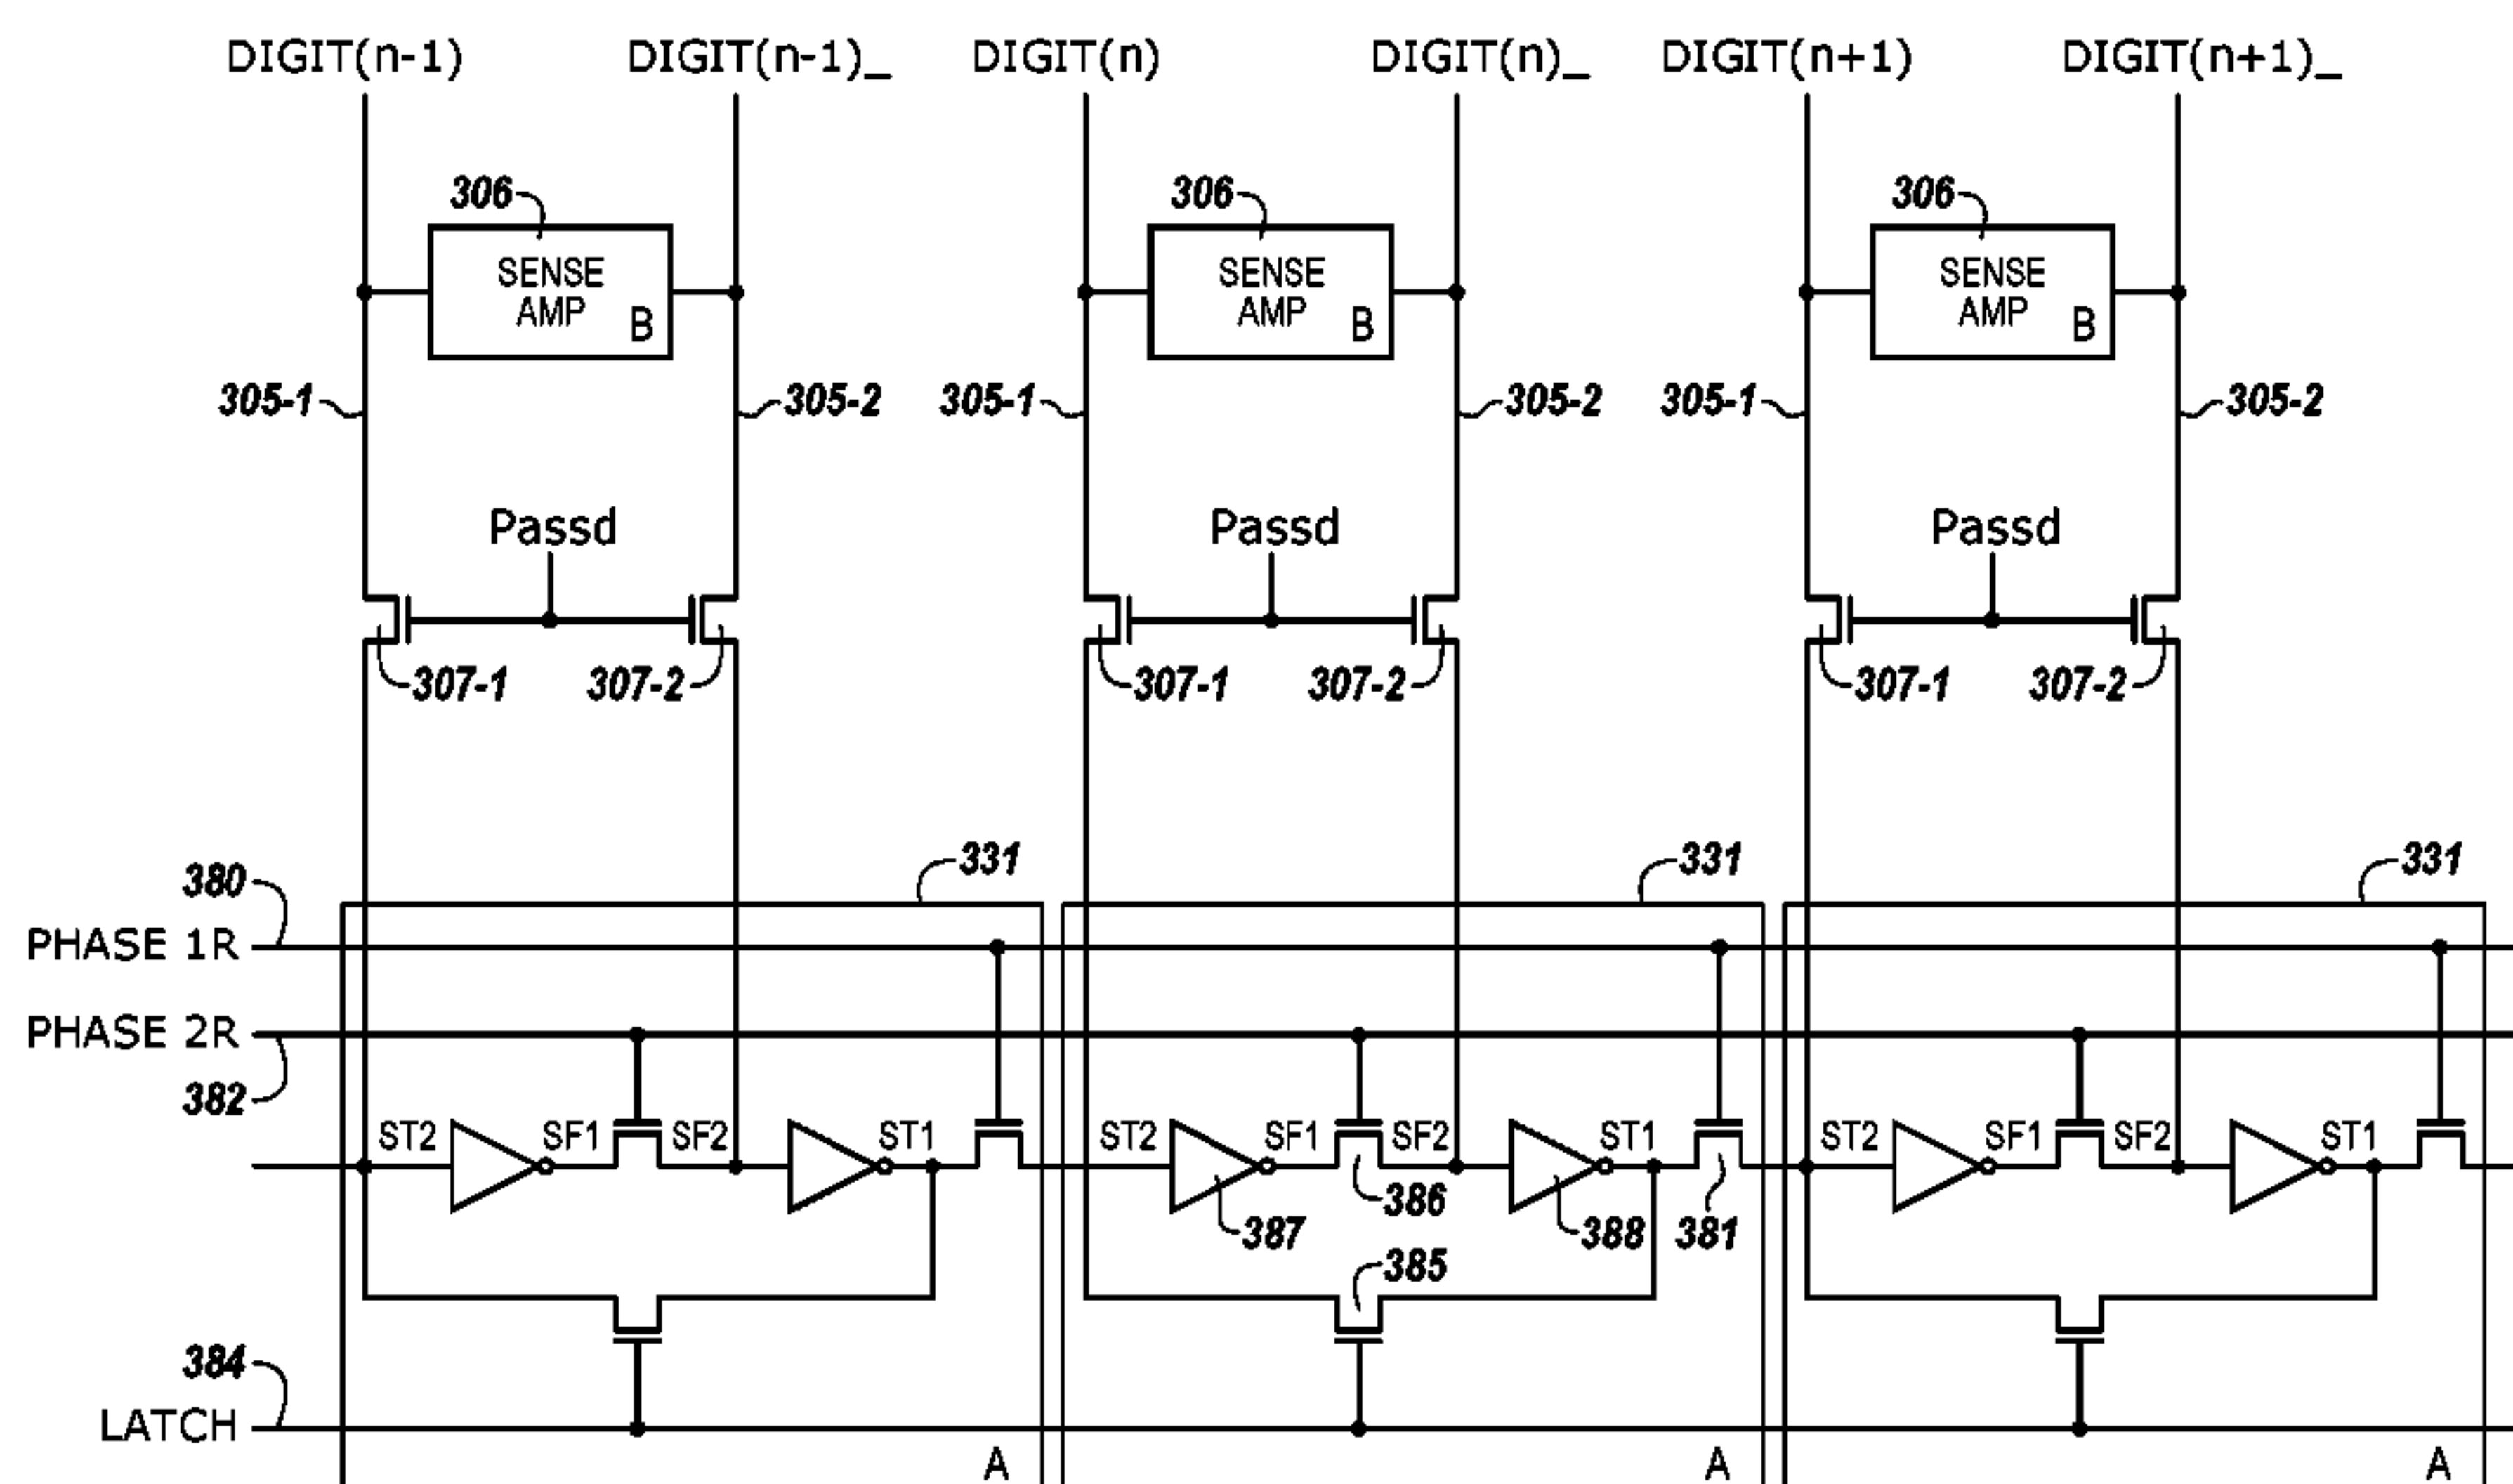 DIGIT(n-1) DIGIT(n-1)_ DIGIT(n) DIGIT(n)_ DIGIT(n+1) DIGIT(n+1)_
306 306 306
SENSE SENSE SENSE
AMP AMP AMP
B B B
305-1 305-2 305-1 305-2 305-1 305-2
Passd Passd Passd
307-1 307-2 307-1 307-2 307-1 307-2
331 331 331
380
PHASE 1R
PHASE 2R
382
ST2 SF1 SF2 ST1 ST2 SF1 SF2 ST1 ST2 SF1 SF2 ST1
386
387 388 381
385
384
LATCH
A A A